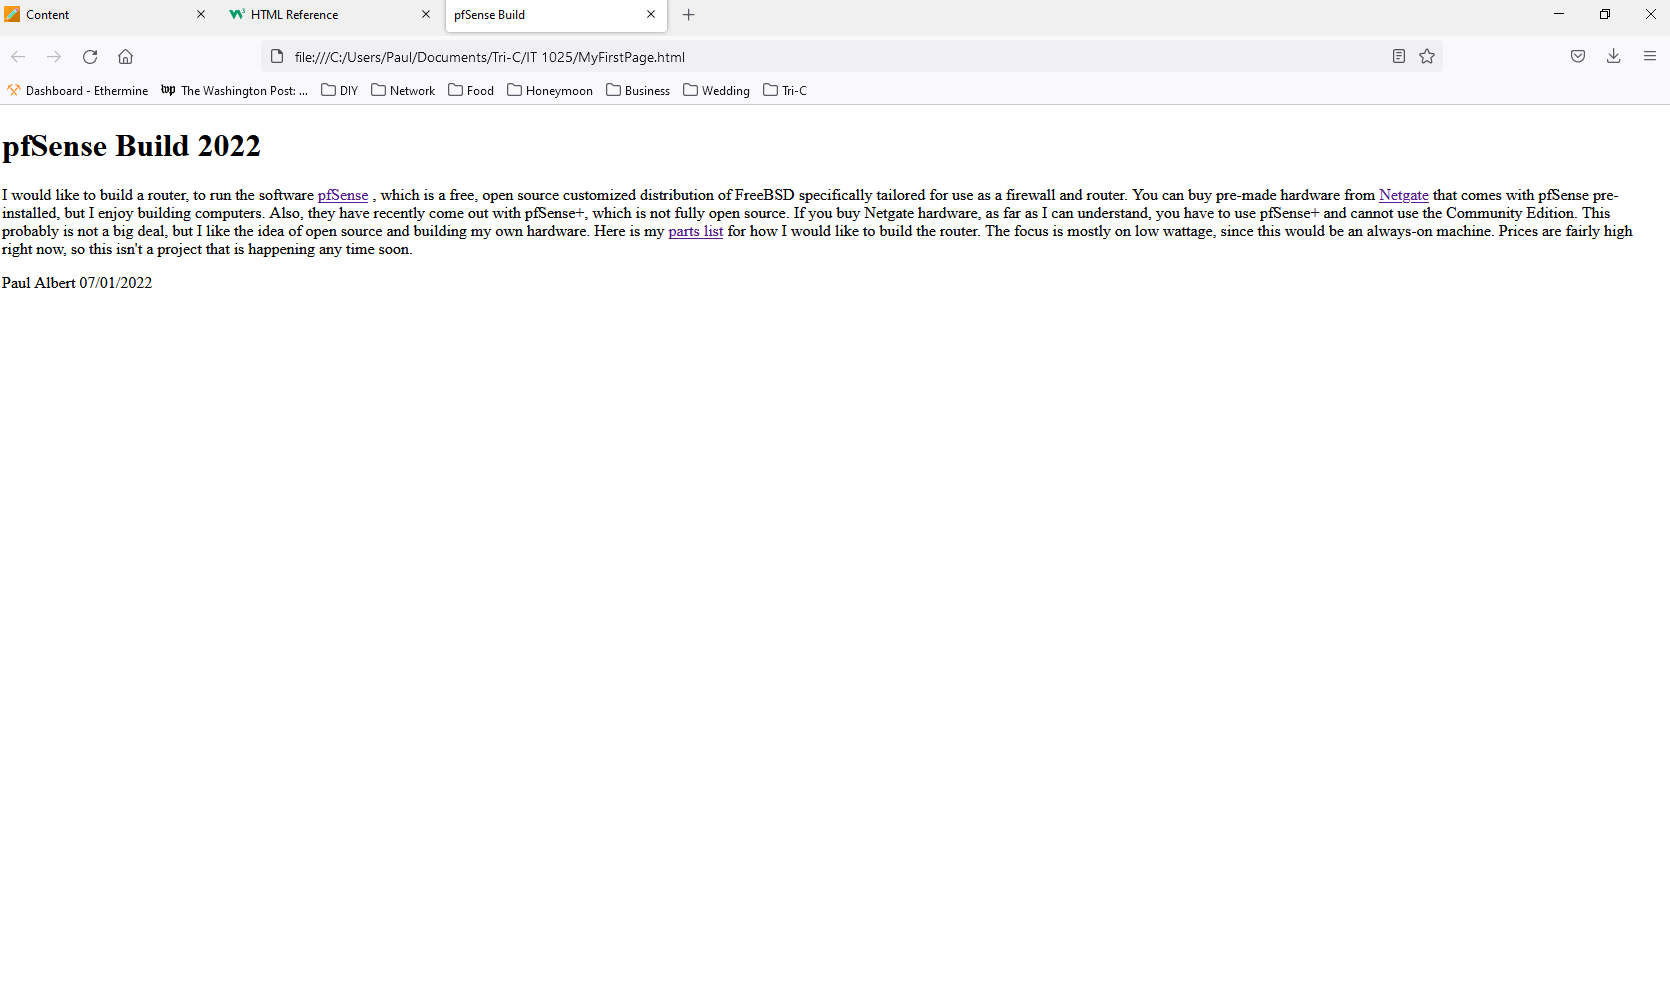 Content
HTML Reference
pfSense Build
file:///C:/Users/Paul/Documents/Tri-C/IT 1025/MyFirstPage.html
Dashboard - Ethermine
wp The Washington Post: ...
DIY
Network
Food
Honeymoon
Business
Wedding
Tri-C
pfSense Build 2022
I would like to build a router, to run the software pfSense , which is a free, open source customized distribution of FreeBSD specifically tailored for use as a firewall and router. You can buy pre-made hardware from Netgate that comes with pfSense pre-
installed, but I enjoy building computers. Also, they have recently come out with pfSense+, which is not fully open source. If you buy Netgate hardware, as far as I can understand, you have to use pfSense+ and cannot use the Community Edition. This
probably is not a big deal, but I like the idea of open source and building my own hardware. Here is my parts list for how I would like to build the router. The focus is mostly on low wattage, since this would be an always-on machine. Prices are fairly high
right now, so this isn't a project that is happening any time soon.
Paul Albert 07/01/2022